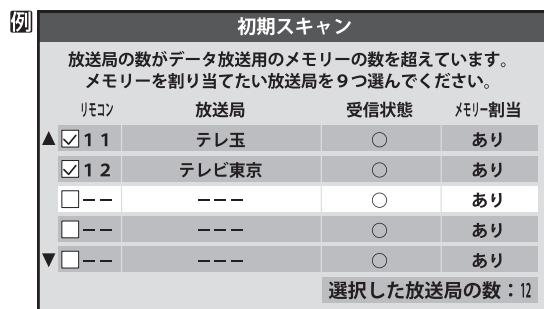 例
初期スキャン
放送局の数がデータ放送用のメモリーの数を超えています。
メモリーを割り当てたい放送局を９つ選んでください。
ﾘﾓｺﾝ 放送局 受信状態 ﾒﾓﾘｰ割当
▲ ☑１１ テレ玉 ○ あり
☑１２ テレビ東京 ○ あり
□−− −−− ○ あり
□−− −−− ○ あり
▼ □−− −−− ○ あり
選択した放送局の数：12